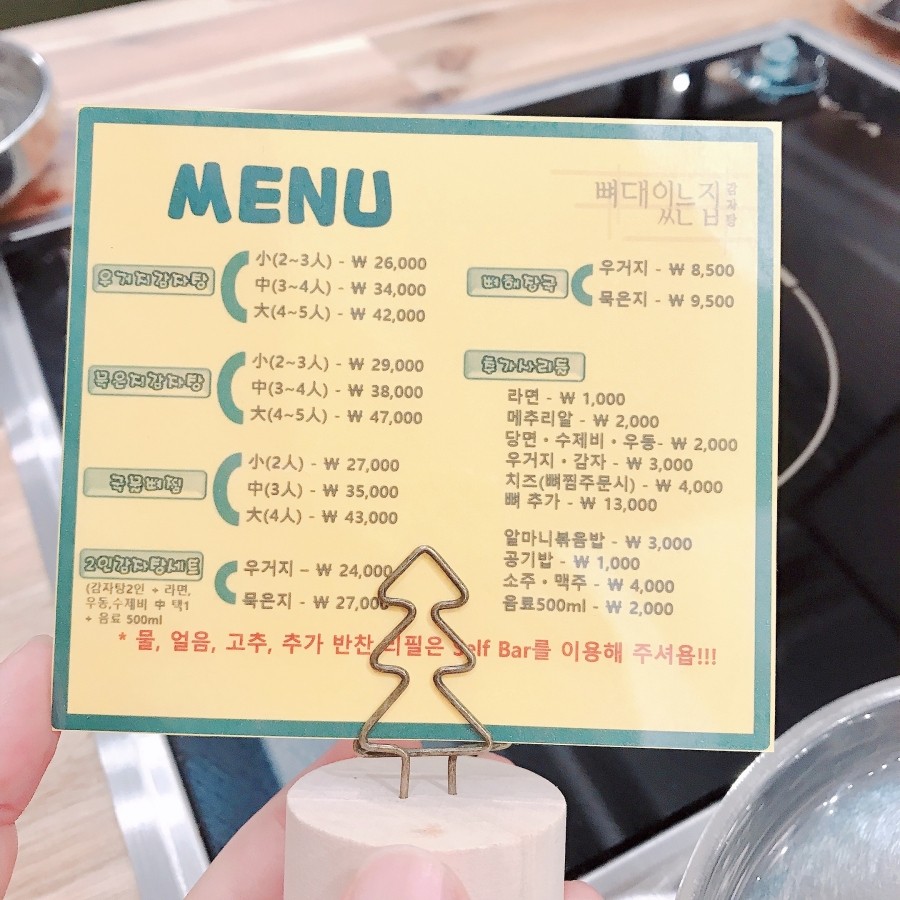 MENU
뼈대있는집
감자탕
우거지감자탕
小(2~3人) - ₩ 26,000
中(3~4人) - ₩ 34,000
大(4~5人) - ₩ 42,000
묵은지감자탕
小(2~3人) - ₩ 29,000
中(3~4人) - ₩ 38,000
大(4~5人) - ₩ 47,000
국물뼈찜
小(2人) - ₩ 27,000
中(3人) - ₩ 35,000
大(4人) - ₩ 43,000
2인감자탕세트
(감자탕2인 + 라면,
우동,수제비 中 택1
+ 음료 500ml
우거지 – ₩ 24,000
묵은지 - ₩ 27,000
뼈해장국
우거지 - ₩ 8,500
묵은지 - ₩ 9,500
추가사리등
라면 - ₩ 1,000
메추리알 - ₩ 2,000
당면・수제비・우동- ₩ 2,000
우거지・감자 - ₩ 3,000
치즈(뼈찜주문시) - ₩ 4,000
뼈 추가 - ₩ 13,000
알마니볶음밥 - ₩ 3,000
공기밥 - ₩ 1,000
소주・맥주 - ₩ 4,000
음료500ml - ₩ 2,000
* 물, 얼음, 고추, 추가 반찬 리필은 Self Bar를 이용해 주셔욥!!!